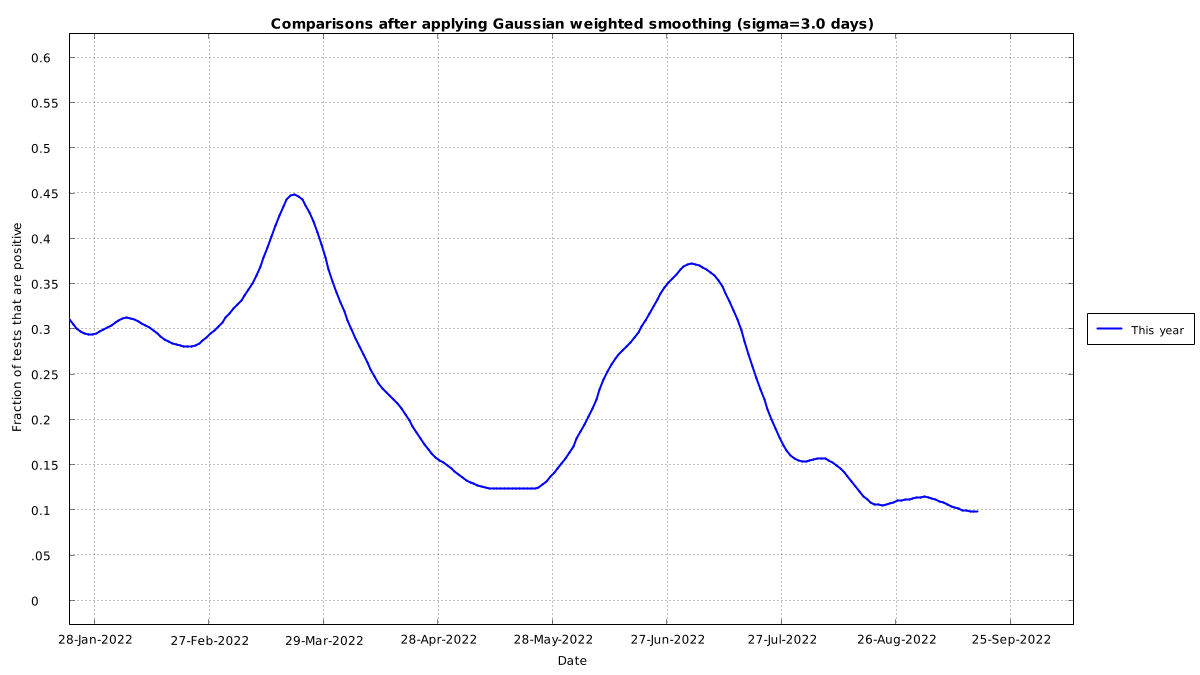 Comparisons after applying Gaussian weighted smoothing (sigma=3.0 days)
0.6
0.55
0.5
0.45
0.4
0.35
0.3
0.25
0.2
0.15
0.1
.05
0
Fraction of tests that are positive
This year
28-Jan-2022 27-Feb-2022 29-Mar-2022 28-Apr-2022 28-May-2022 27-Jun-2022 27-Jul-2022 26-Aug-2022 25-Sep-2022
Date